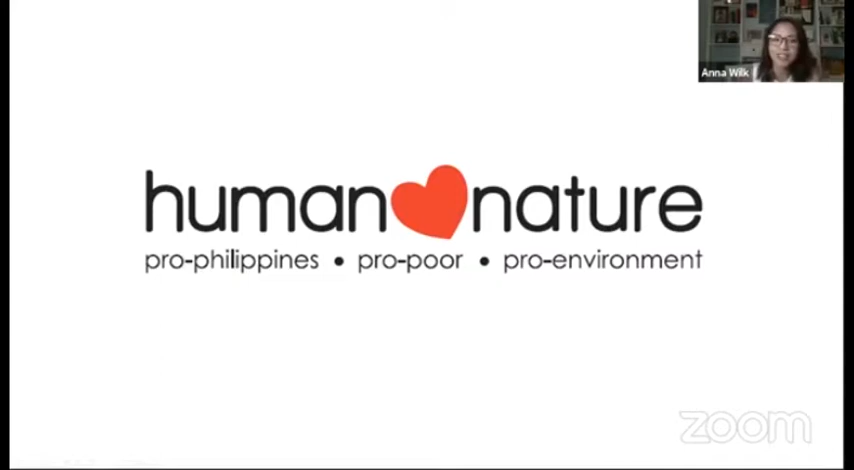 Anna Wilk
human nature
pro-philippines • pro-poor • pro-environment
zoom